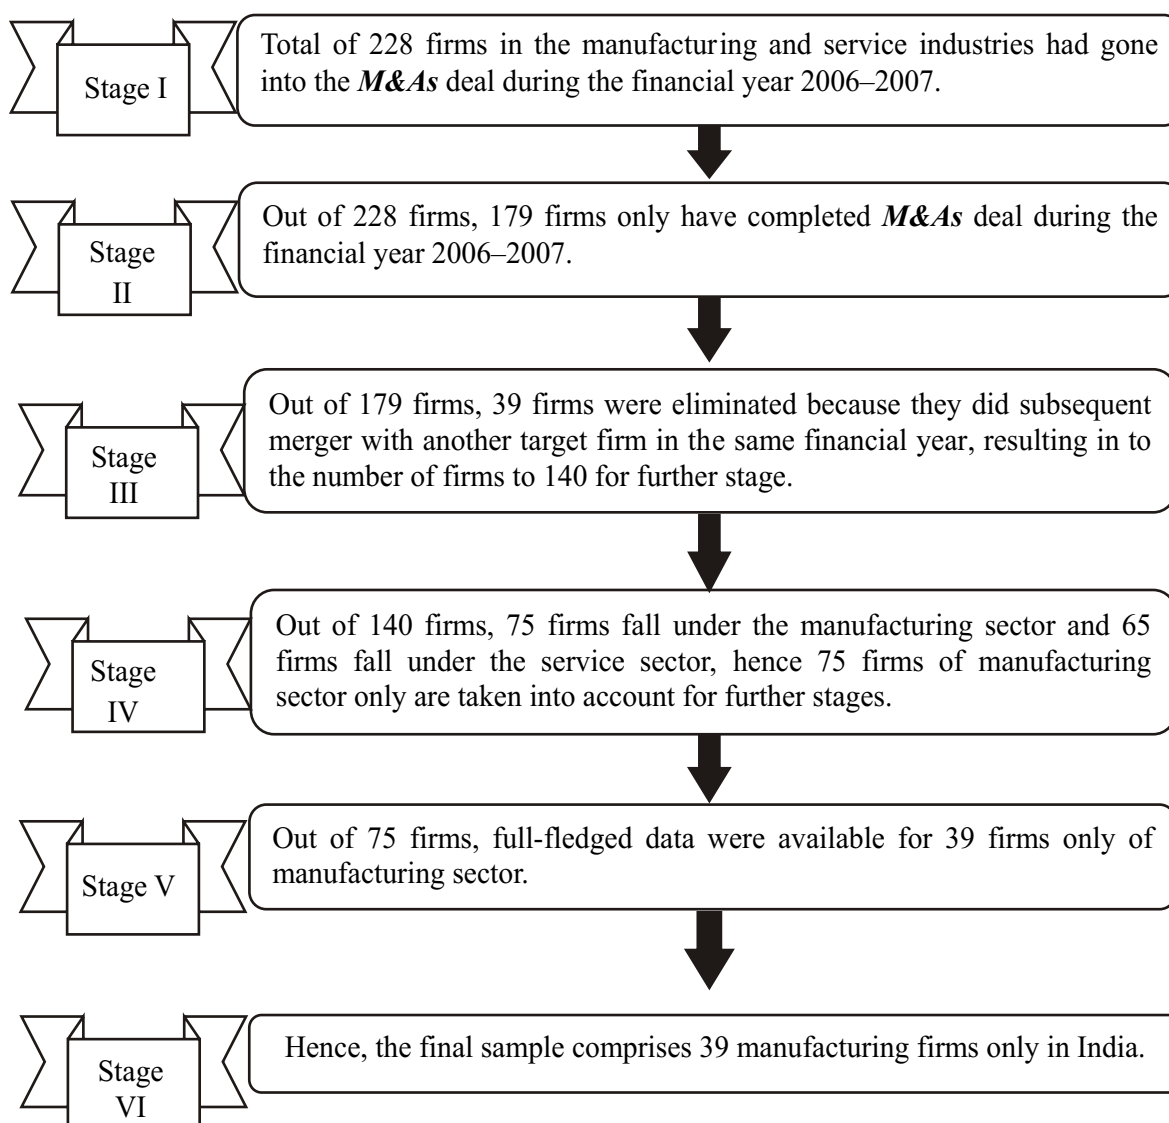 Stage I
Total of 228 firms in the manufacturing and service industries had gone
into the M&As deal during the financial year 2006–2007.
Stage
II
Out of 228 firms, 179 firms only have completed M&As deal during the
financial year 2006–2007.
Stage
III
Out of 179 firms, 39 firms were eliminated because they did subsequent
merger with another target firm in the same financial year, resulting in to
the number of firms to 140 for further stage.
Stage
IV
Out of 140 firms, 75 firms fall under the manufacturing sector and 65
firms fall under the service sector, hence 75 firms of manufacturing
sector only are taken into account for further stages.
Stage V
Out of 75 firms, full-fledged data were available for 39 firms only of
manufacturing sector.
Stage
VI
Hence, the final sample comprises 39 manufacturing firms only in India.